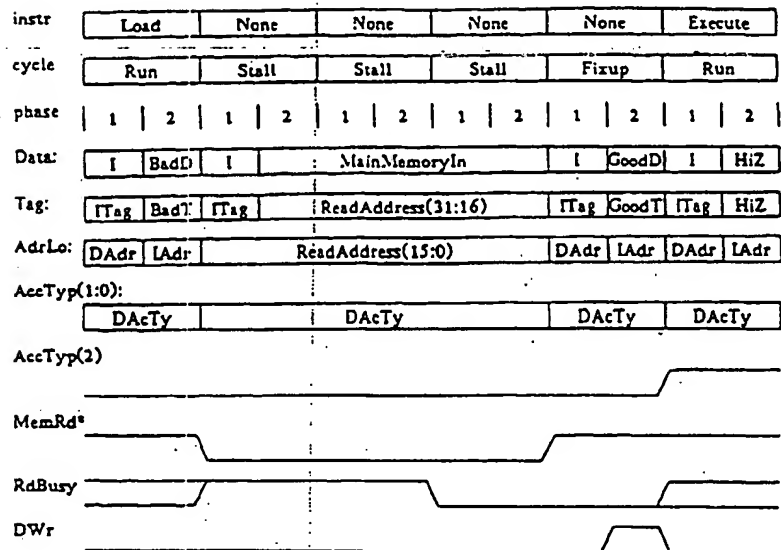 instr Load None None None None Execute
cycle Run Stall Stall Stall Fixup Run
phase 1 2 1 2 1 2 1 2 1 2 1 2
Data: I BadD I MainMemoryIn I GoodD I HiZ
Tag: ITag BadT ITag ReadAddress(31:16) ITag GoodT ITag HiZ
AdrLo: DAdr IAdr ReadAddress(15:0) DAdr IAdr DAdr IAdr
AccTyp(1:0):
DAcTy DAcTy DAcTy DAcTy
AccTyp(2)
MemRd*
RdBusy
DWr